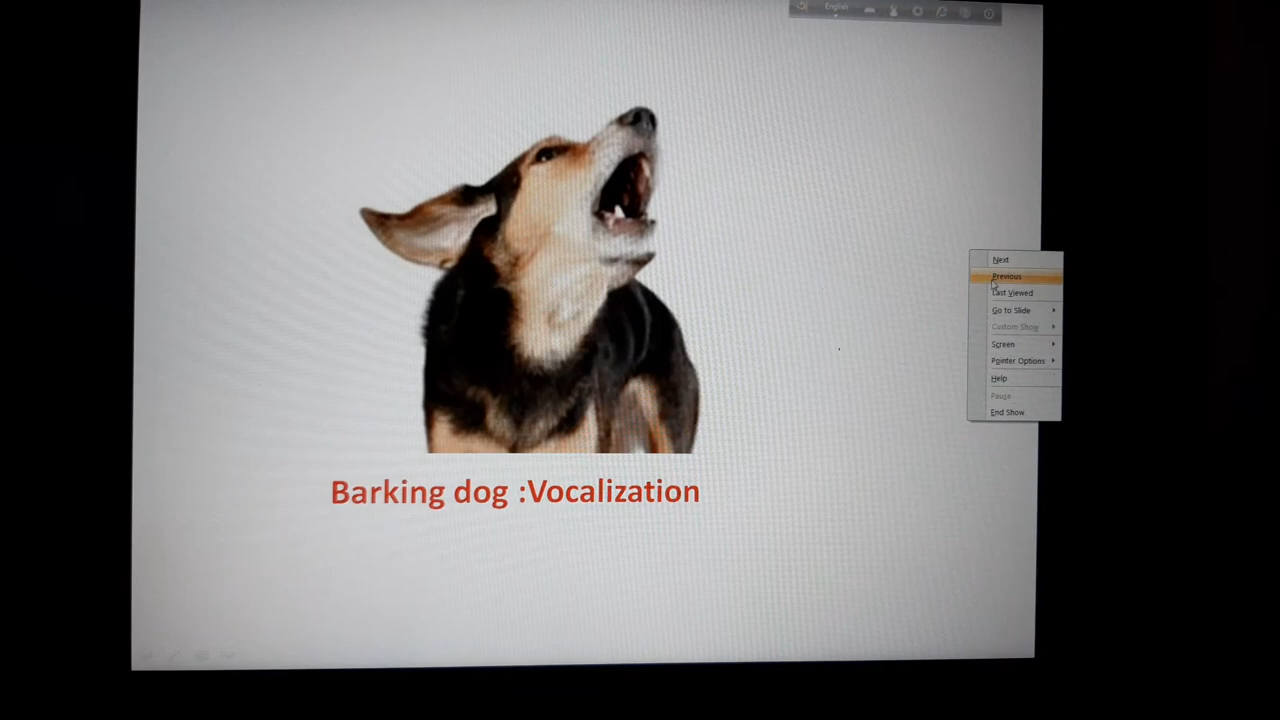 English
Next
Previous
Last Viewed
Go to Slide
Custom Show
Screen
Pointer Options
Help
Pause
End Show
Barking dog :Vocalization